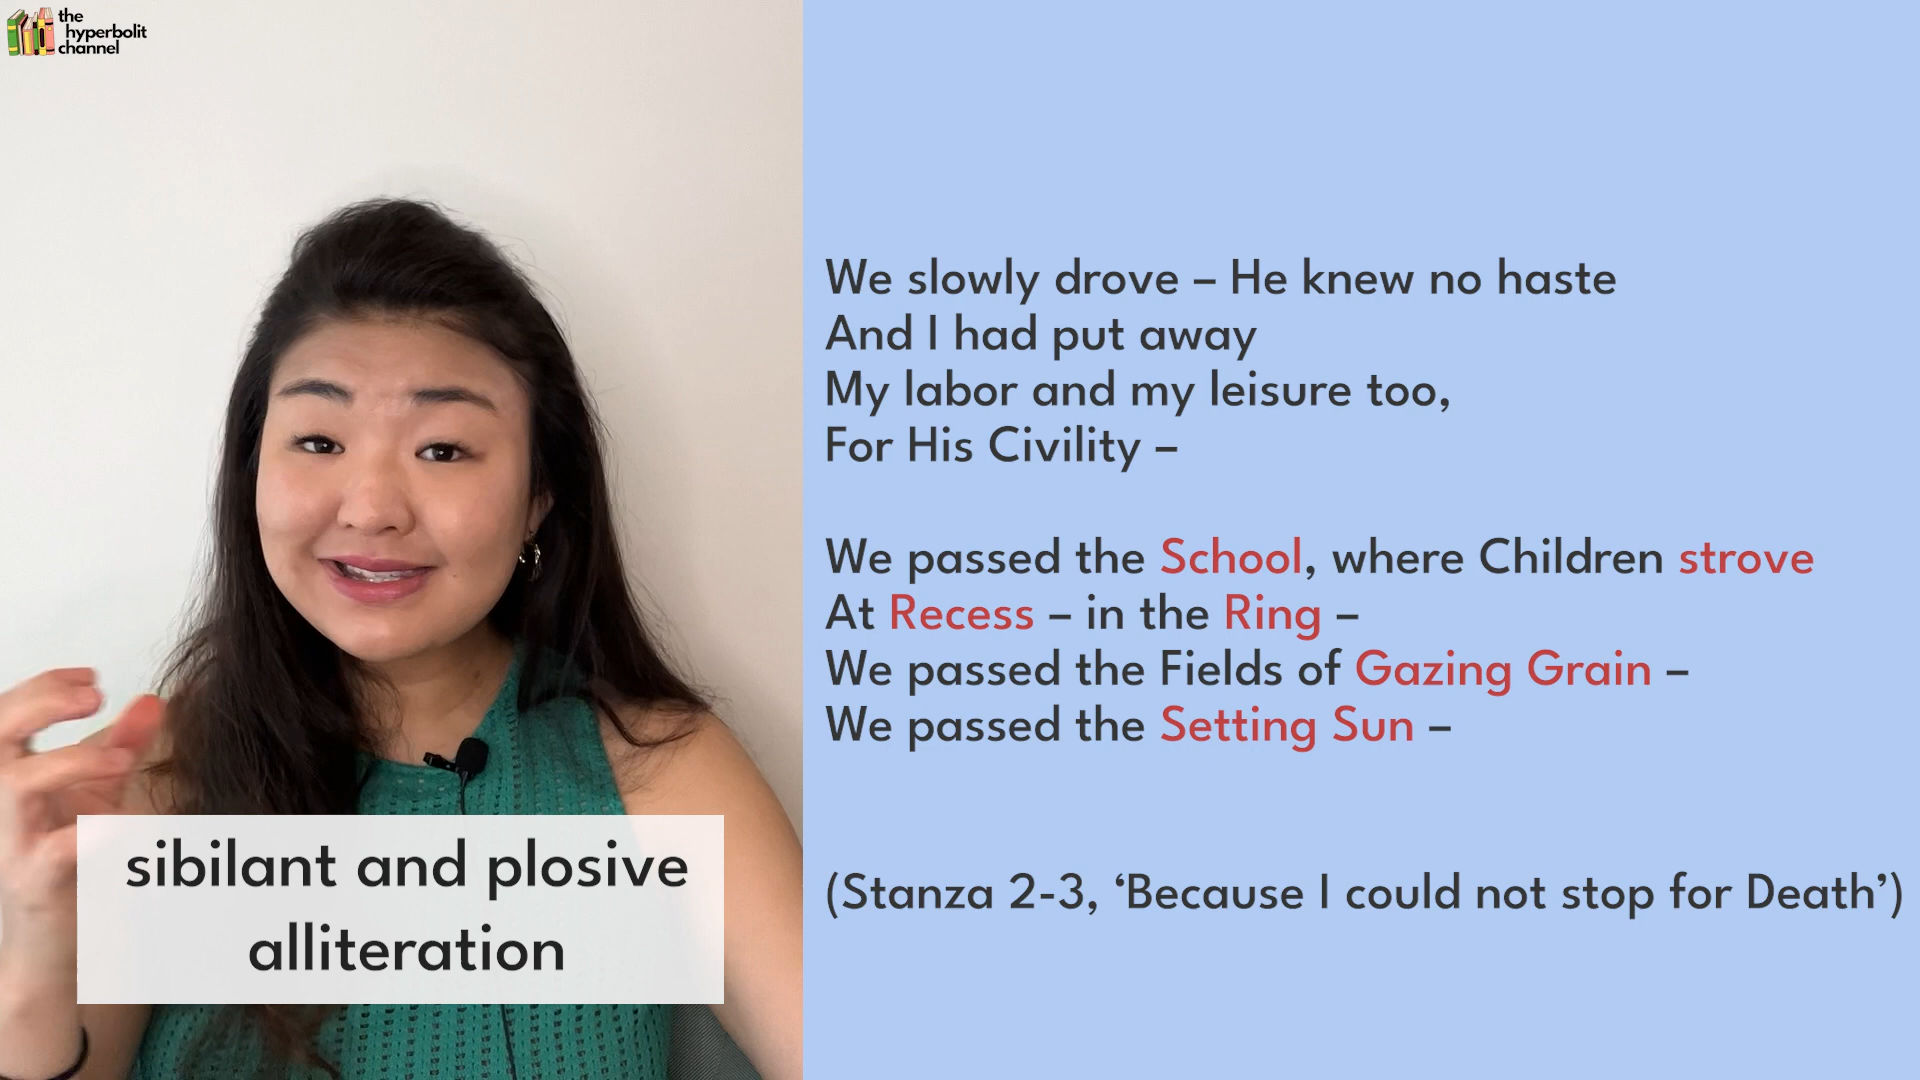 the
hyperbolit
channel
We slowly drove – He knew no haste
And I had put away
My labor and my leisure too,
For His Civility –
We passed the School, where Children strove
At Recess – in the Ring –
We passed the Fields of Gazing Grain –
We passed the Setting Sun –
(Stanza 2-3, ‘Because I could not stop for Death’)
sibilant and plosive
alliteration